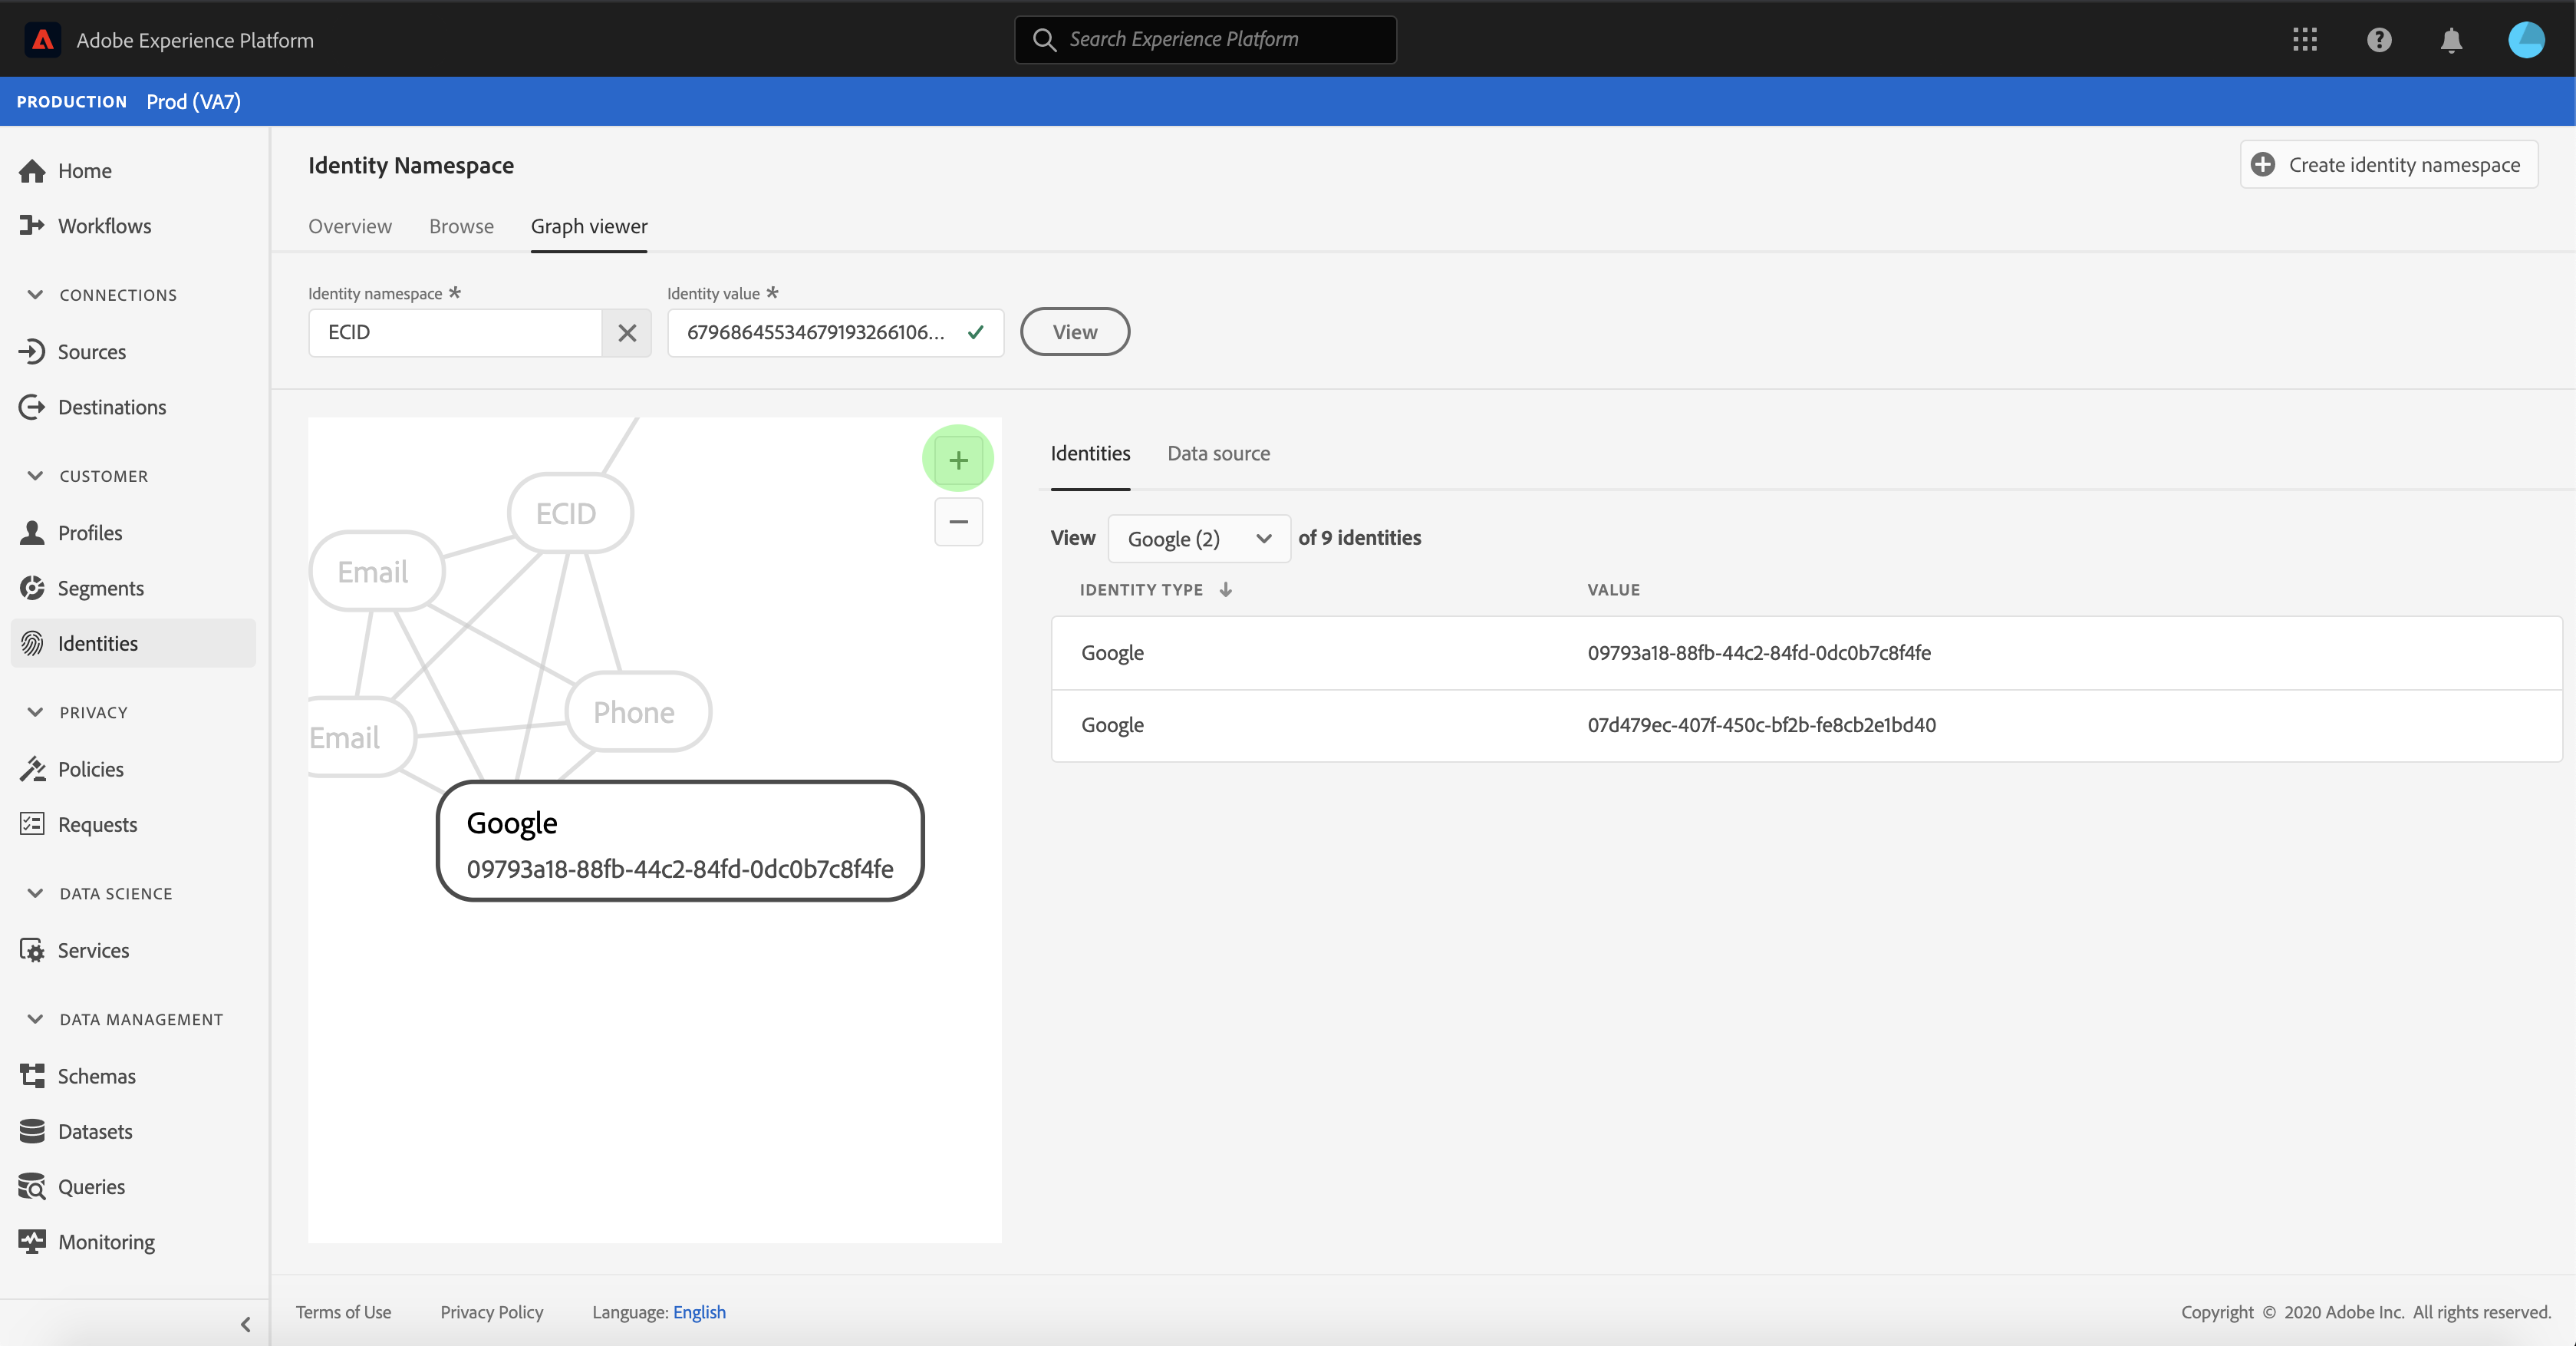 Adobe Experience Platform
Search Experience Platform
PRODUCTION Prod (VA7)
Home
Workflows
CONNECTIONS
Sources
Destinations
CUSTOMER
Profiles
Segments
Identities
PRIVACY
Policies
Requests
DATA SCIENCE
Services
DATA MANAGEMENT
Schemas
Datasets
Queries
Monitoring
Identity Namespace
Create identity namespace
Overview Browse Graph viewer
Identity namespace * Identity value *
ECID 67968645534679193266106... View
ECID
Email
Phone
Email
Google
09793a18-88fb-44c2-84fd-0dc0b7c8f4fe
Identities Data source
View Google (2) of 9 identities
IDENTITY TYPE VALUE
Google 09793a18-88fb-44c2-84fd-0dc0b7c8f4fe
Google 07d479ec-407f-450c-bf2b-fe8cb2e1bd40
Terms of Use Privacy Policy Language: English Copyright © 2020 Adobe Inc. All rights reserved.